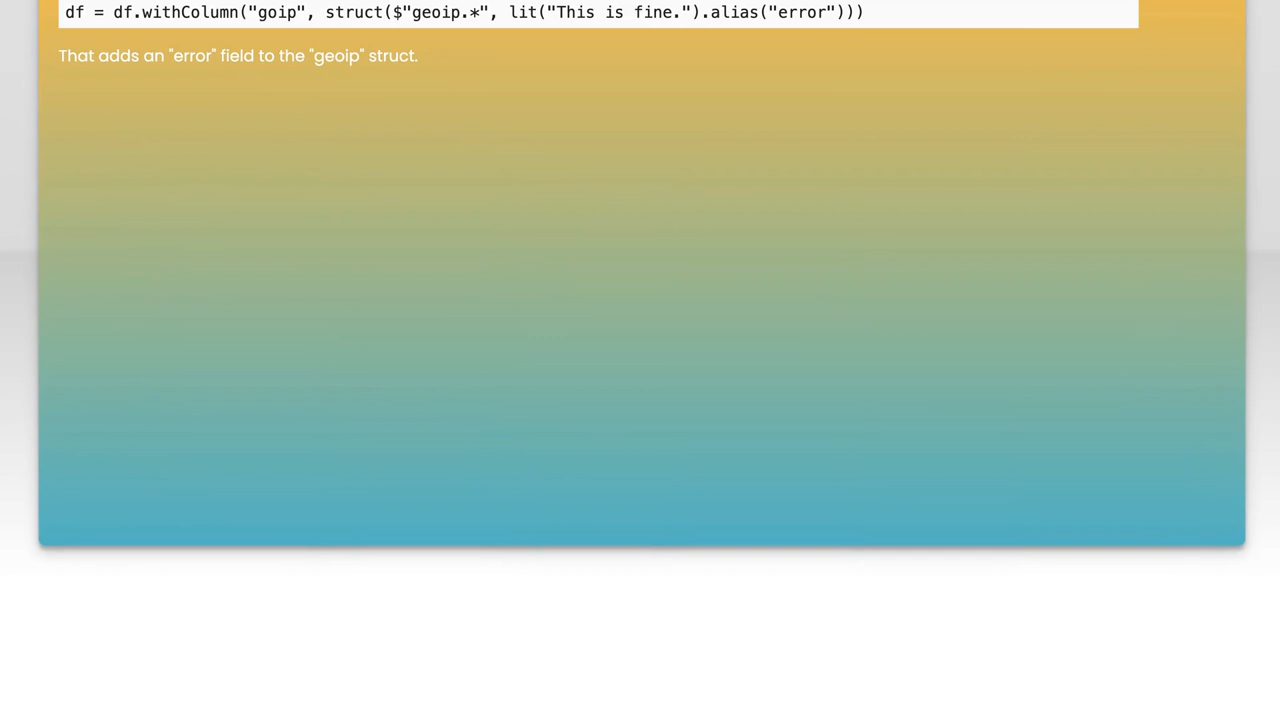 df = df.withColumn("goip", struct($"geoip.*", lit("This is fine.").alias("error")))
That adds an "error" field to the "geoip" struct.